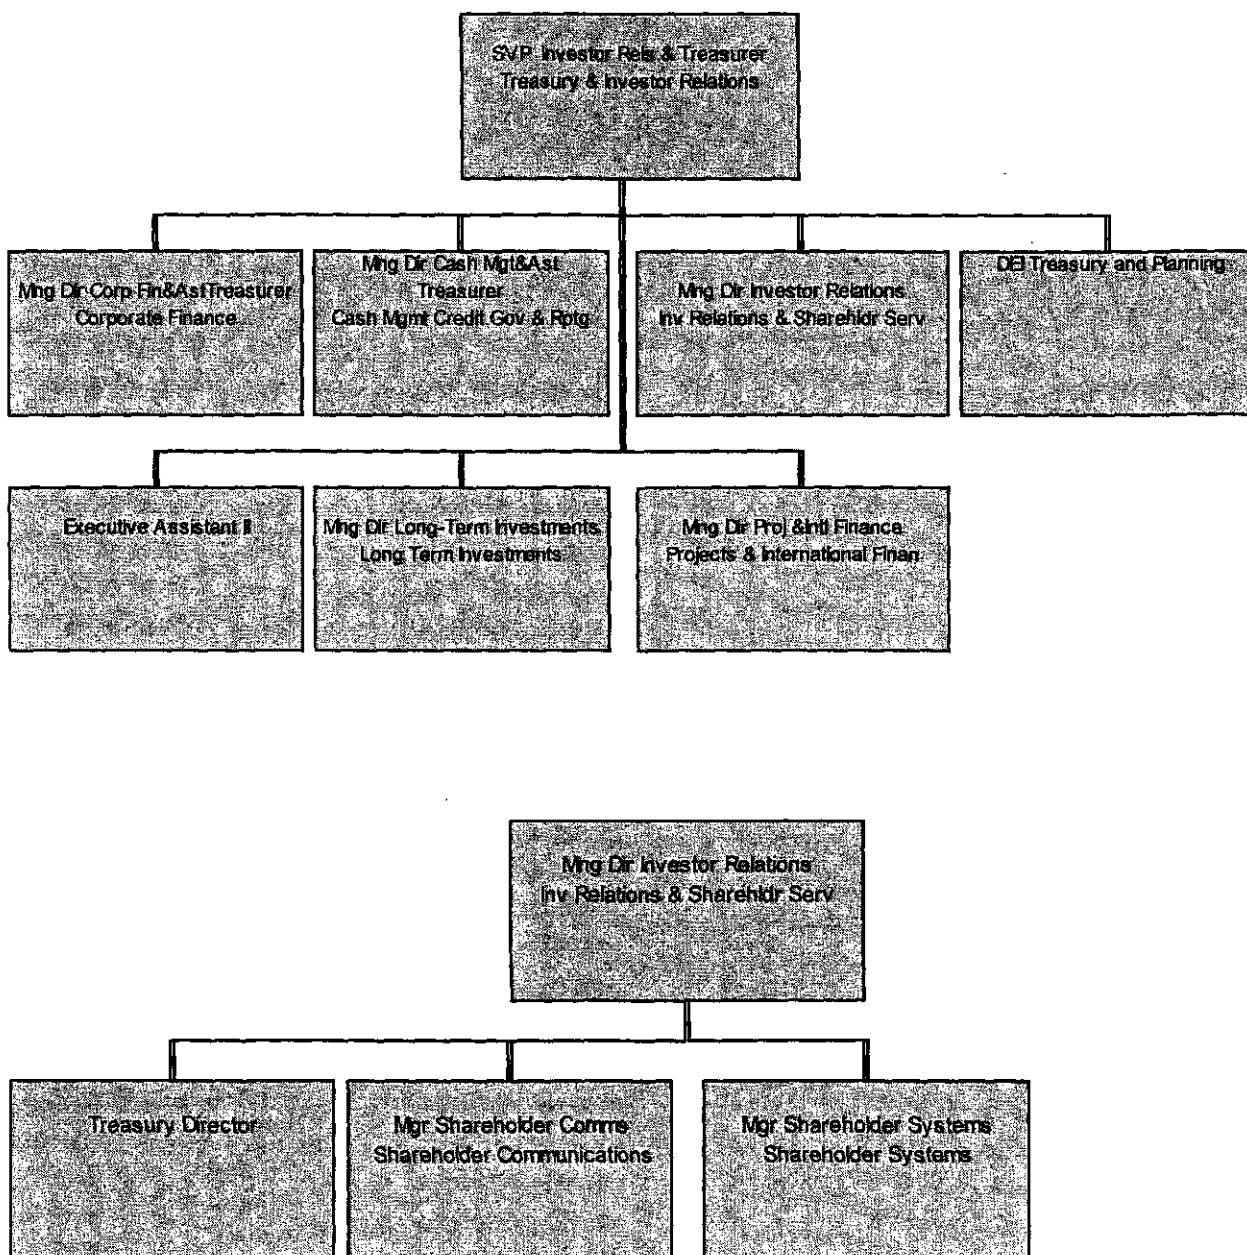 SVP Investor Rels & Treasurer
Treasury & Investor Relations
Mng Dir Corp Fin&AstTreasurer
Corporate Finance
Mng Dir Cash Mgt&Ast
Treasurer
Cash Mgmt Credit Gov & Rptg
Mng Dir Investor Relations
Inv Relations & Sharehldr Serv
DEI Treasury and Planning
Executive Assistant II
Mng Dir Long-Term Investments
Long Term Investments
Mng Dir Proj &Intl Finance
Projects & International Finan
Mng Dir Investor Relations
Inv Relations & Sharehldr Serv
Treasury Director
Mgr Shareholder Comms
Shareholder Communications
Mgr Shareholder Systems
Shareholder Systems